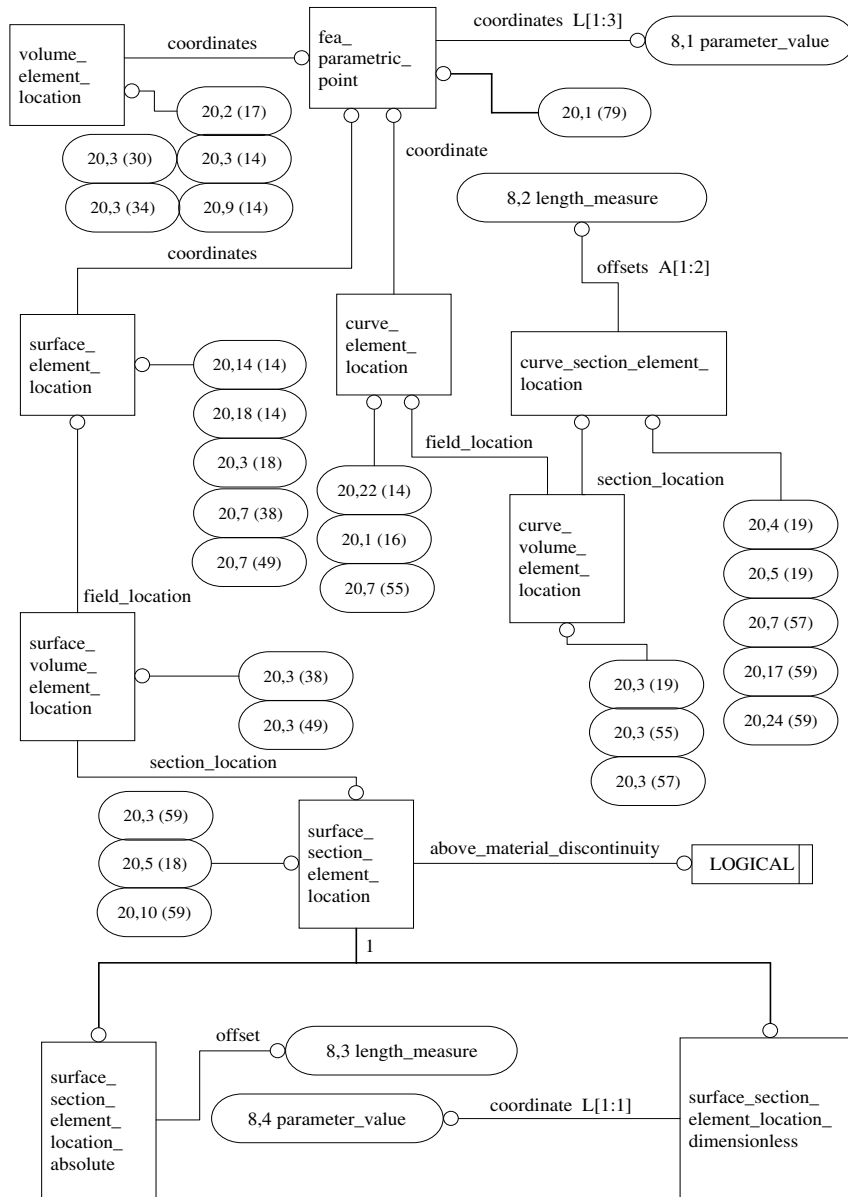 coordinates
coordinates L[1:3]
8,1 parameter_value
volume_
element_
location
fea_
parametric_
point
20,2 (17)
20,1 (79)
20,3 (30)
20,3 (14)
coordinate
20,3 (34)
20,9 (14)
8,2 length_measure
coordinates
offsets A[1:2]
surface_
element_
location
curve_
element_
location
curve_section_element_
location
20,14 (14)
20,18 (14)
20,3 (18)
20,7 (38)
20,7 (49)
field_location
section_location
20,22 (14)
20,1 (16)
20,7 (55)
curve_
volume_
element_
location
20,4 (19)
20,5 (19)
20,7 (57)
20,17 (59)
20,24 (59)
field_location
surface_
volume_
element_
location
20,3 (38)
20,3 (49)
20,3 (19)
20,3 (55)
20,3 (57)
section_location
20,3 (59)
20,5 (18)
20,10 (59)
surface_
section_
element_
location
above_material_discontinuity
LOGICAL
1
offset
8,3 length_measure
surface_
section_
element_
location_
absolute
8,4 parameter_value
coordinate L[1:1]
surface_section_
element_location_
dimensionless